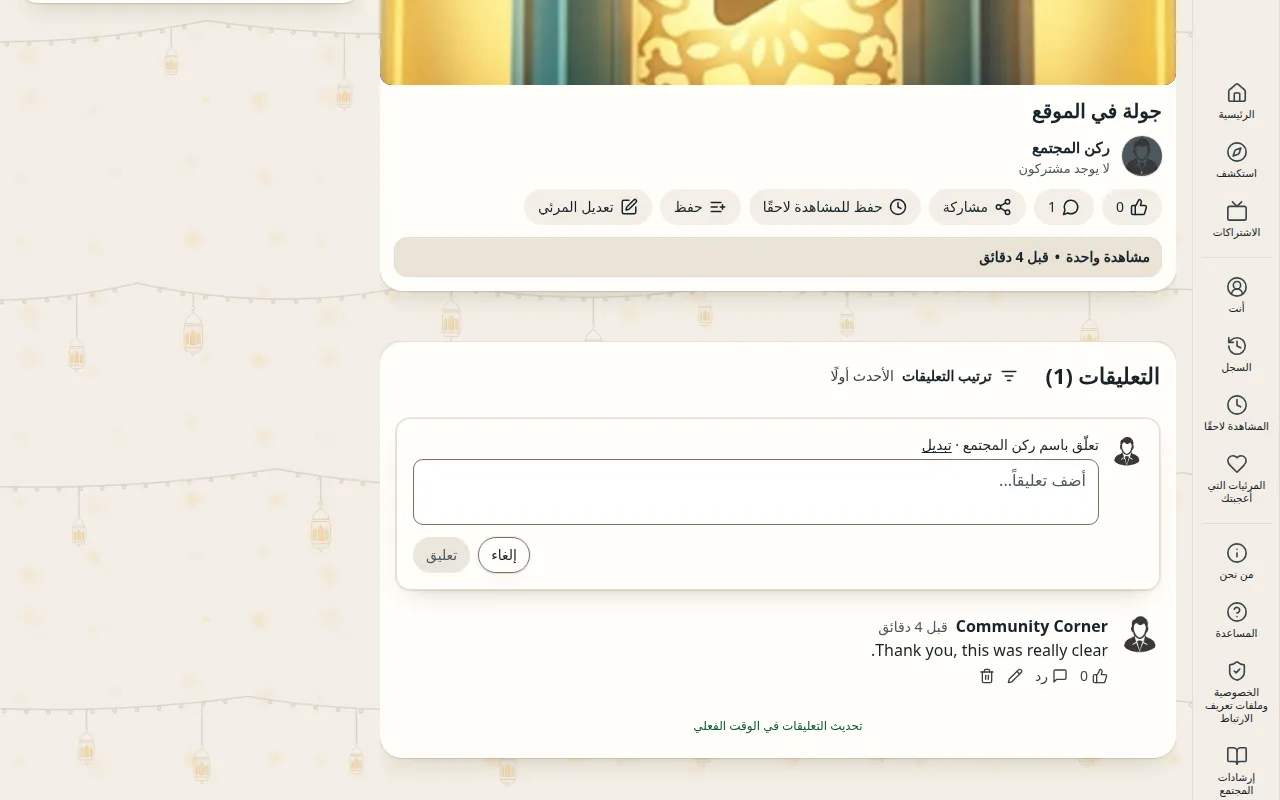 جولة في الموقع
ركن المجتمع
لا يوجد مشتركون
0
1
مشاركة
حفظ للمشاهدة لاحقًا
حفظ
تعديل المرئي
مشاهدة واحدة • قبل 4 دقائق
التعليقات (1)
ترتيب التعليقات الأحدث أولًا
تعلّق باسم ركن المجتمع · تبديل
أضف تعليقاً...
إلغاء
تعليق
Community Corner قبل 4 دقائق
Thank you, this was really clear.
0
رد
تحديث التعليقات في الوقت الفعلي
الرئيسية
استكشف
الاشتراكات
أنت
السجل
المشاهدة لاحقًا
المرئيات التي
أعجبتك
من نحن
المساعدة
الخصوصية
وملفات تعريف
الارتباط
إرشادات
المجتمع